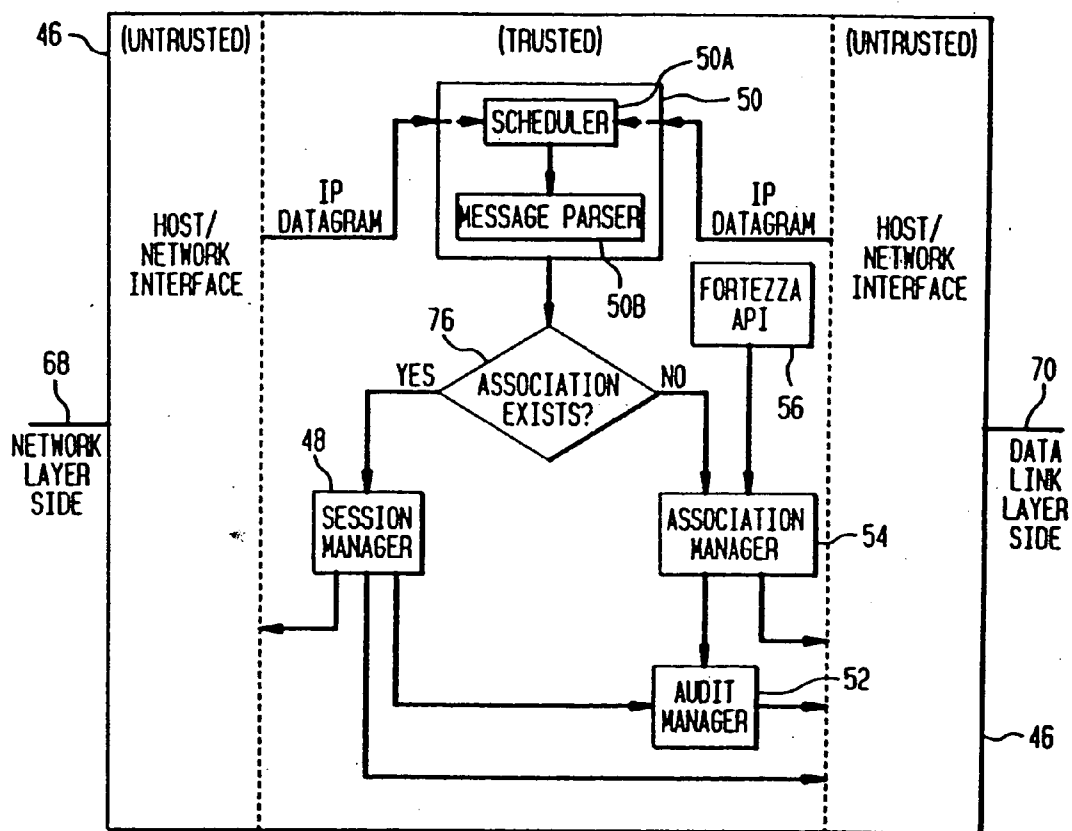 46
(UNTRUSTED)
(TRUSTED)
(UNTRUSTED)
50A
50
SCHEDULER
IP
DATAGRAM
MESSAGE PARSER
IP
DATAGRAM
HOST/
NETWORK
INTERFACE
HOST/
NETWORK
INTERFACE
50B
FORTEZZA
API
76
YES
ASSOCIATION
EXISTS?
NO
56
68
NETWORK
LAYER
SIDE
70
DATA
LINK
LAYER
SIDE
48
SESSION
MANAGER
ASSOCIATION
MANAGER
54
AUDIT
MANAGER
52
46